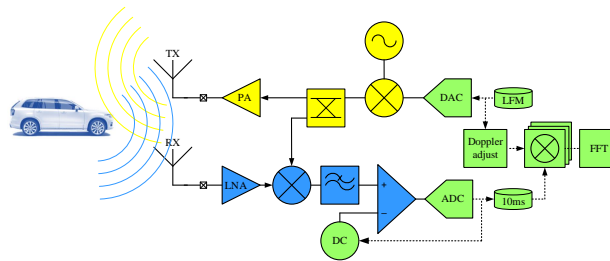 TX
PA
DAC
LFM
RX
Doppler
adjust
FFT
LNA
+
−
ADC
10ms
DC